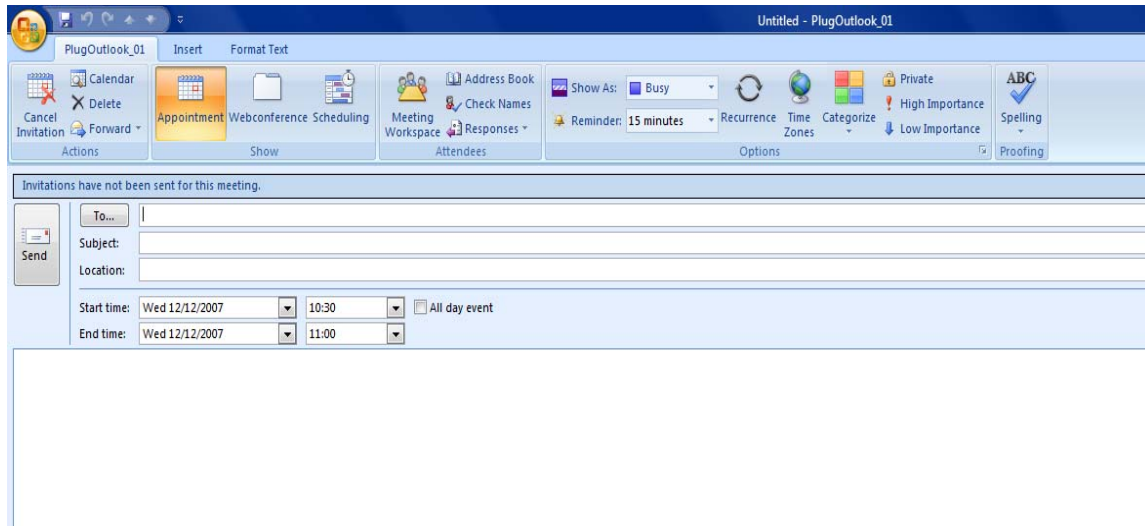 Untitled - PlugOutlook_01
PlugOutlook_01 Insert Format Text
Cancel Invitation
Calendar
Delete
Forward
Actions
Appointment Webconference Scheduling
Show
Meeting Workspace
Address Book
Check Names
Responses
Attendees
Show As: Busy
Reminder: 15 minutes
Recurrence
Time Zones
Categorize
Private
High Importance
Low Importance
Options
ABC
Spelling
Proofing
Invitations have not been sent for this meeting.
Send
To...
Subject:
Location:
Start time: Wed 12/12/2007 10:30 All day event
End time: Wed 12/12/2007 11:00